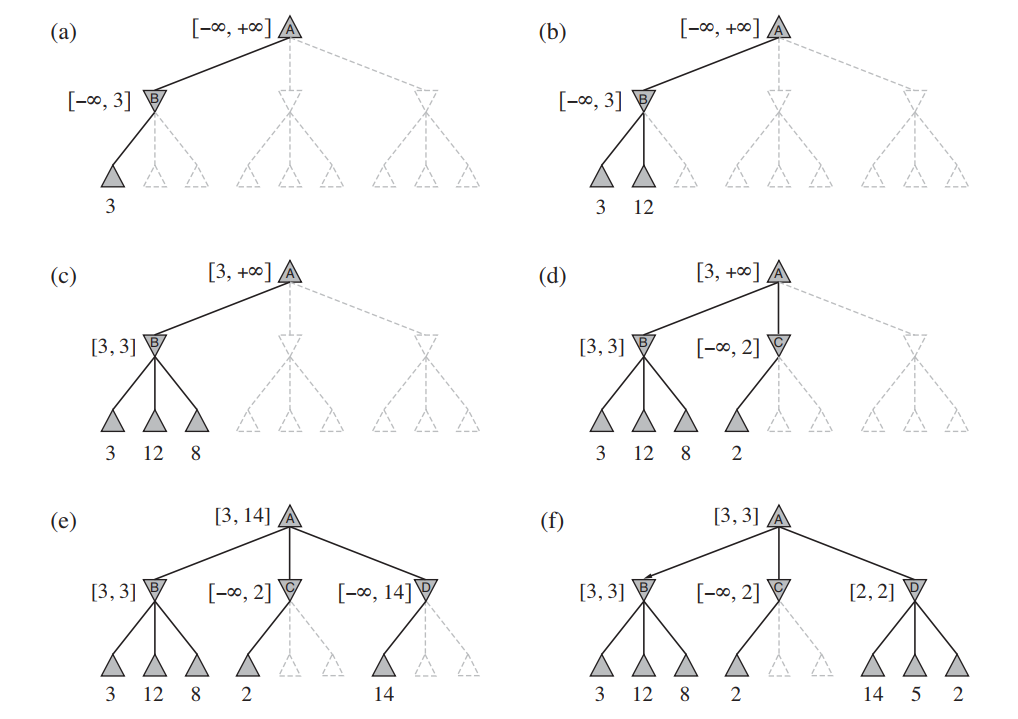 (a) [−∞, +∞] A (b) [−∞, +∞] A
[−∞, 3] B [−∞, 3] B
3 3 12
(c) [3, +∞] A (d) [3, +∞] A
[3, 3] B [3, 3] B [−∞, 2] C
3 12 8 3 12 8 2
(e) [3, 14] A (f) [3, 3] A
[3, 3] B [−∞, 2] C [−∞, 14] D [3, 3] B [−∞, 2] C [2, 2] D
3 12 8 2 14 3 12 8 2 14 5 2